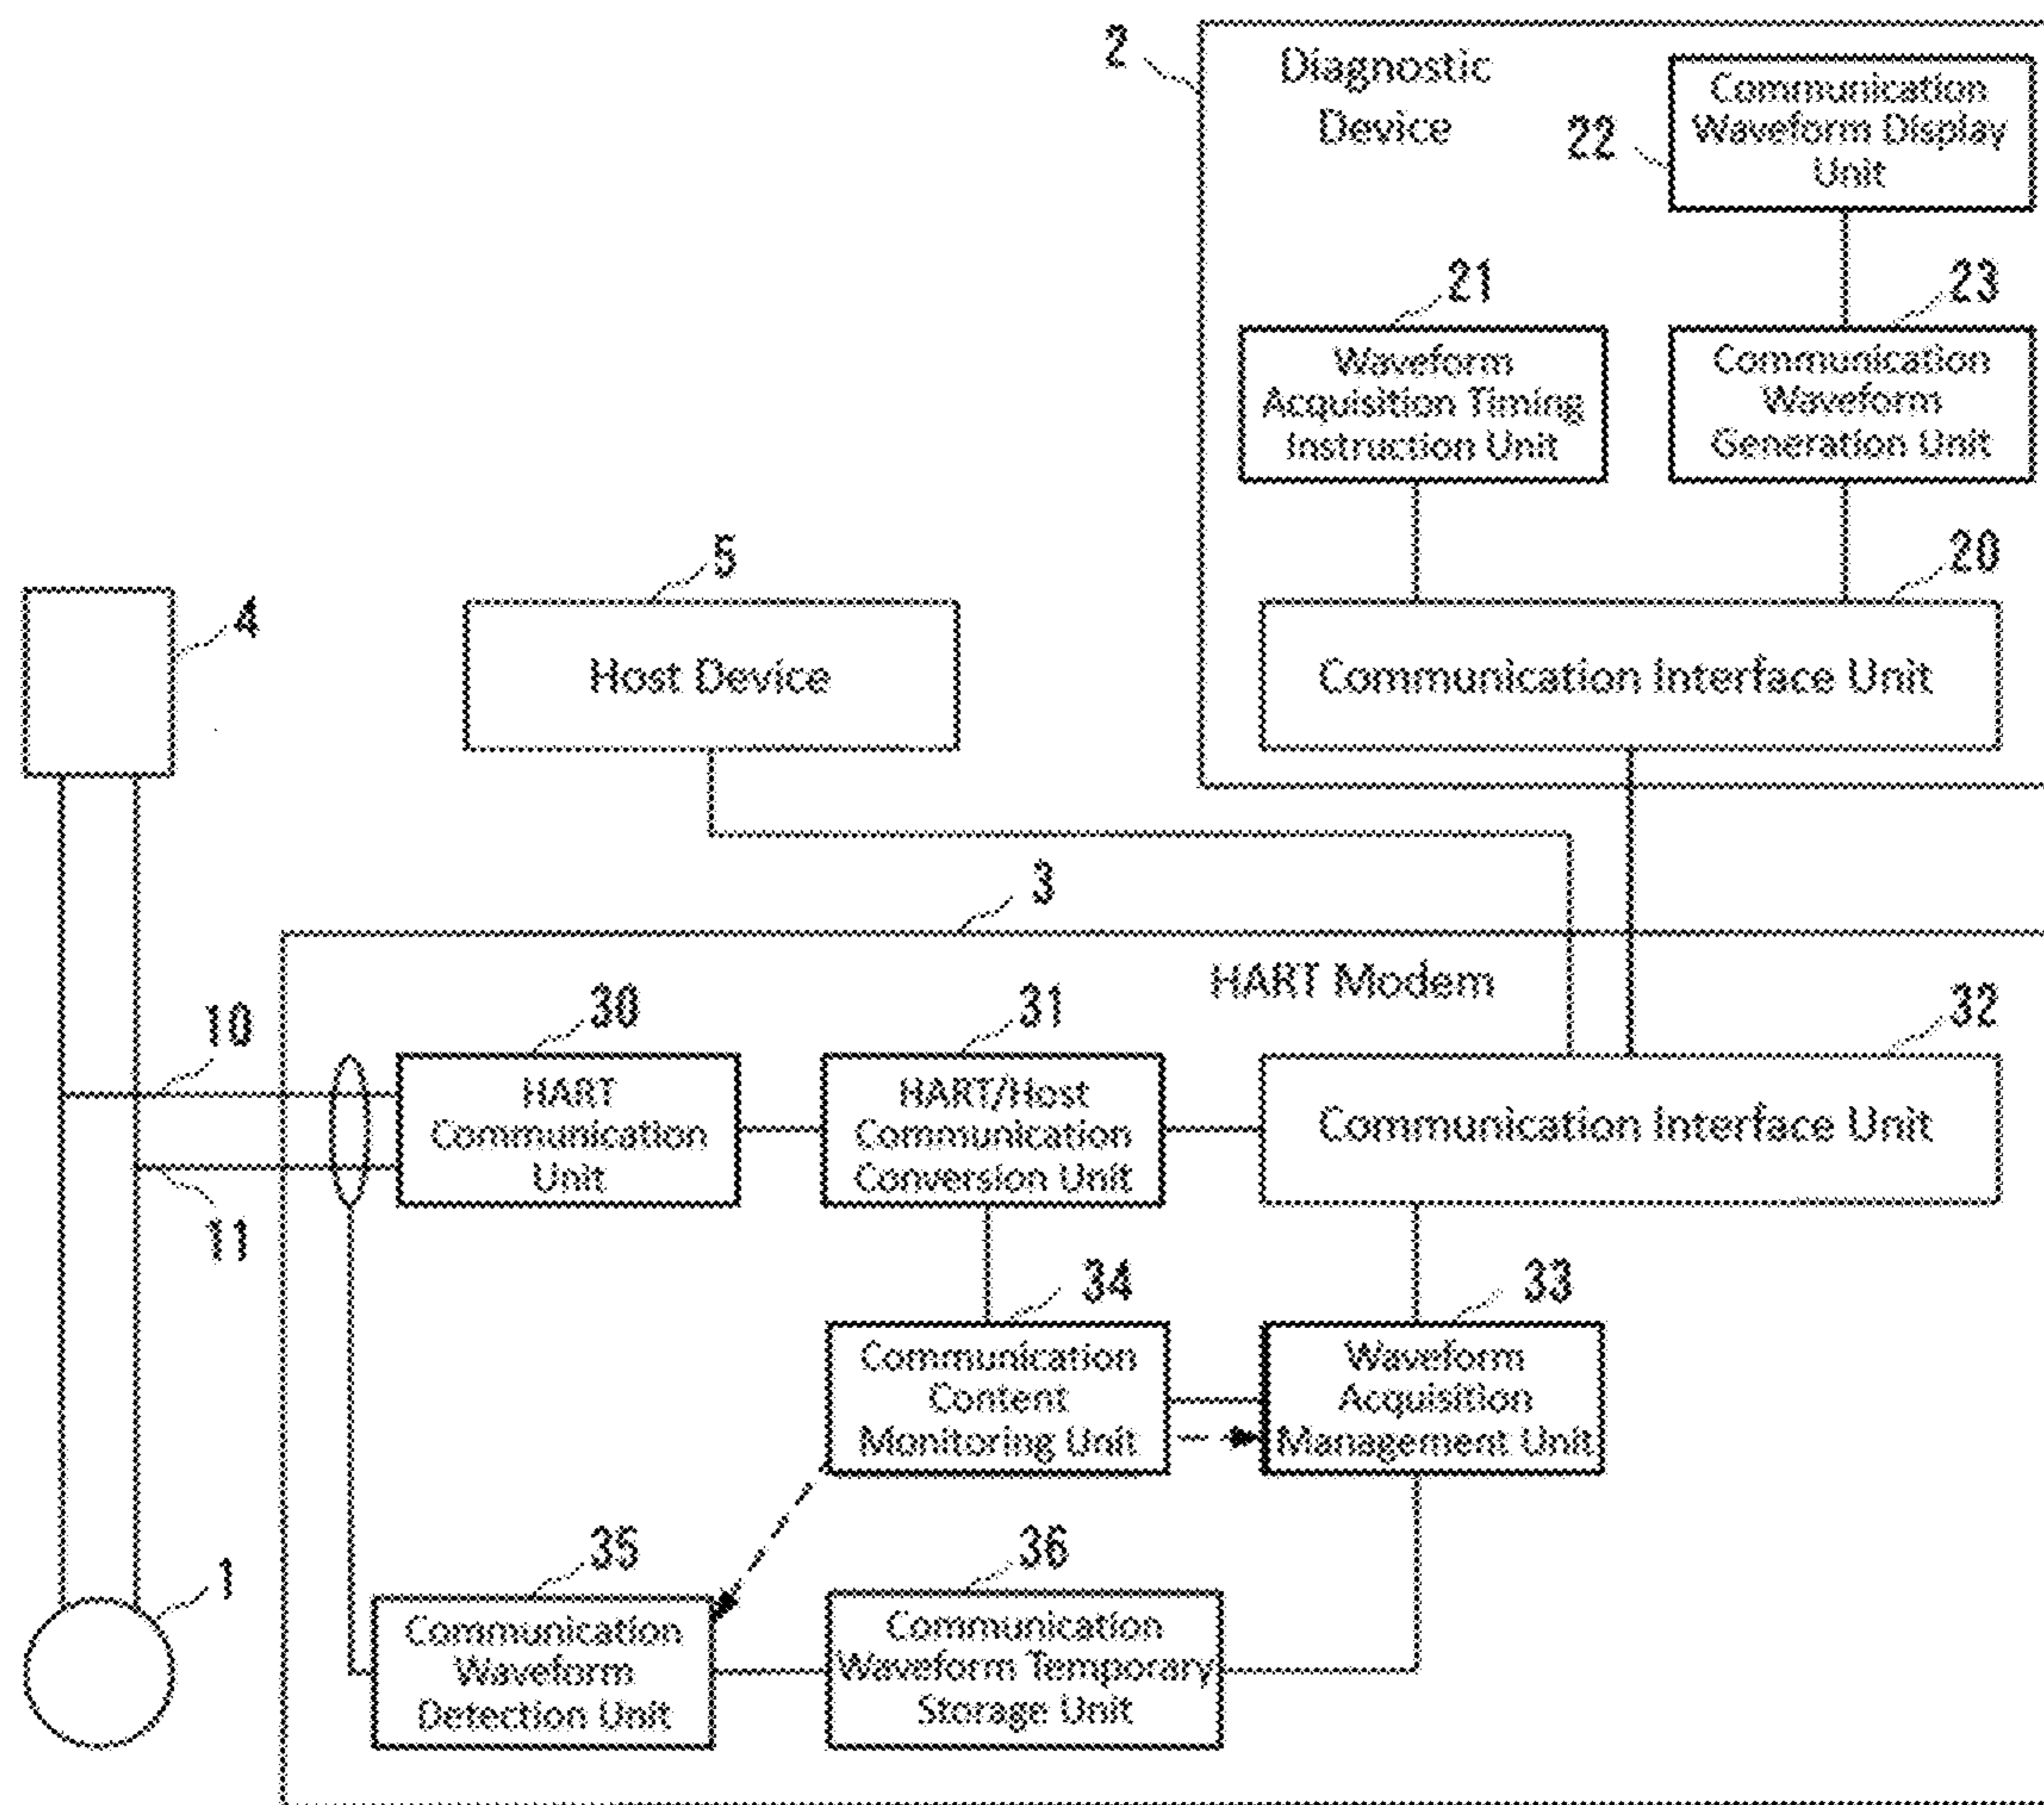 2
Diagnostic
Device
22
Communication
Waveform Display
Unit
21
Waveform
Acquisition Timing
Instruction Unit
23
Communication
Waveform
Generation Unit
20
Communication Interface Unit
4
5
Host Device
3
HART Modem
10
11
30
HART
Communication
Unit
31
HART/Host
Communication
Conversion Unit
32
Communication Interface Unit
34
Communication
Content
Monitoring Unit
33
Waveform
Acquisition
Management Unit
1
35
Communication
Waveform
Detection Unit
36
Communication
Waveform Temporary
Storage Unit